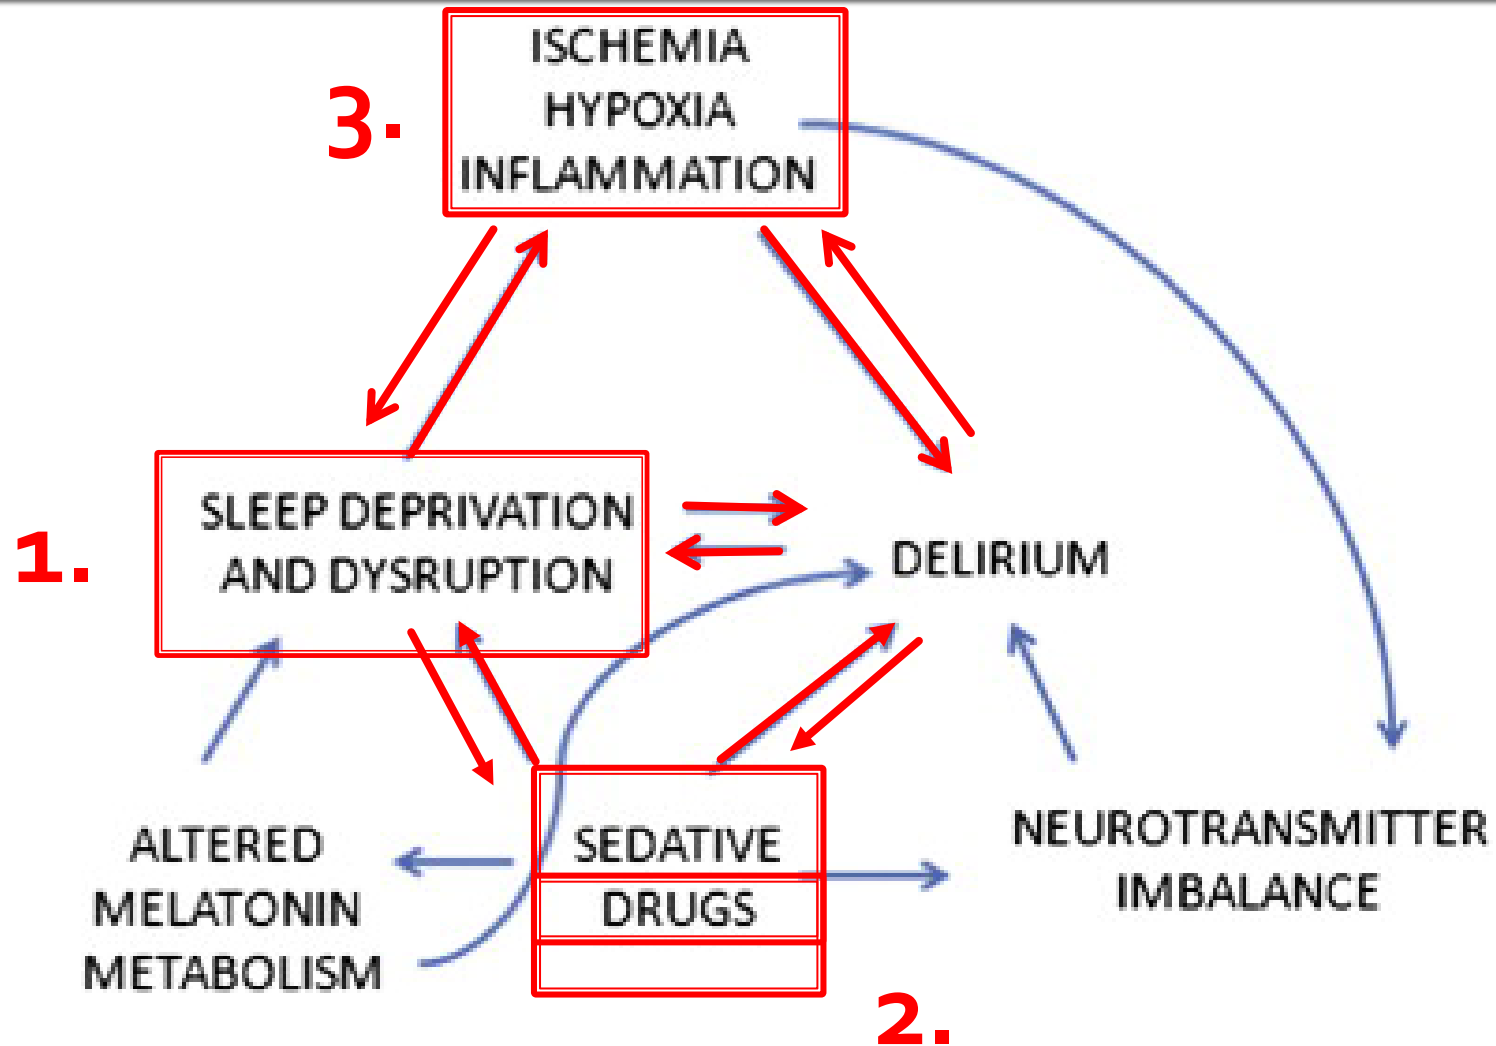 3.
ISCHEMIA
HYPOXIA
INFLAMMATION
1.
SLEEP DEPRIVATION
AND DYSRUPTION
DELIRIUM
ALTERED
MELATONIN
METABOLISM
SEDATIVE
DRUGS
2.
NEUROTRANSMITTER
IMBALANCE